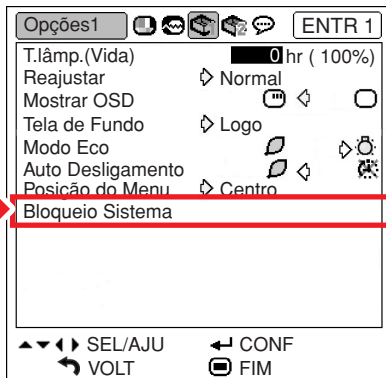 Opções1 ENTR 1
T.lâmp.(Vida) 0 hr ( 100%)
Reajustar Normal
Mostrar OSD
Tela de Fundo Logo
Modo Eco
Auto Desligamento
Posição do Menu Centro
Bloqueio Sistema
SEL/AJU CONF
VOLT FIM